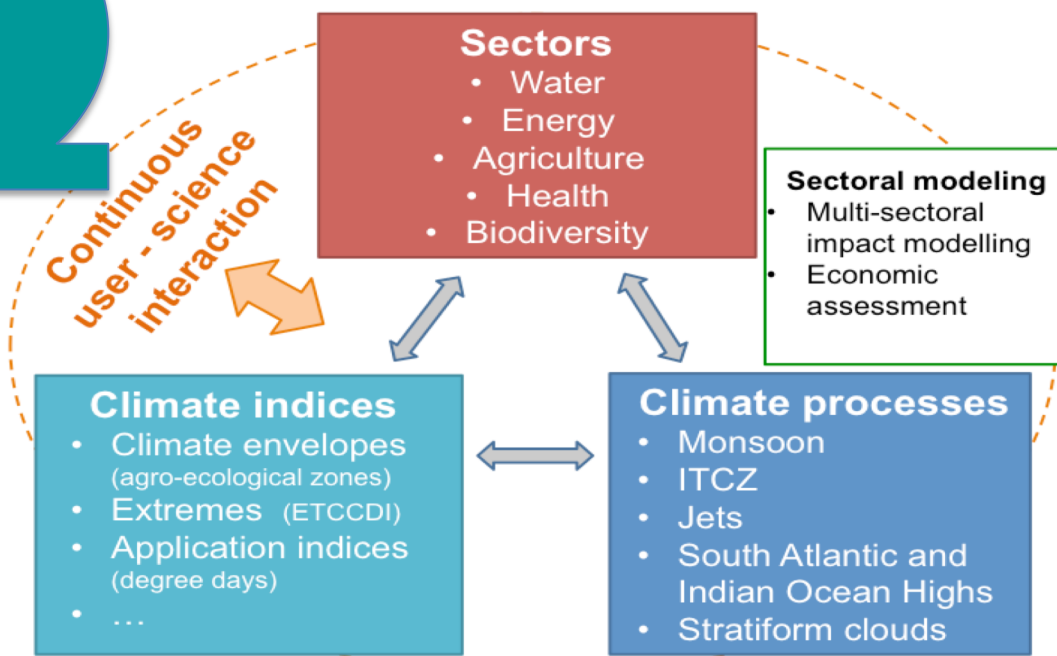 Sectors
• Water
• Energy
• Agriculture
• Health
• Biodiversity
Continuous
user - science
interaction
Sectoral modeling
• Multi-sectoral
impact modelling
• Economic
assessment
Climate indices
• Climate envelopes
(agro-ecological zones)
• Extremes (ETCCDI)
• Application indices
(degree days)
• ...
Climate processes
• Monsoon
• ITCZ
• Jets
• South Atlantic and
Indian Ocean Highs
• Stratiform clouds